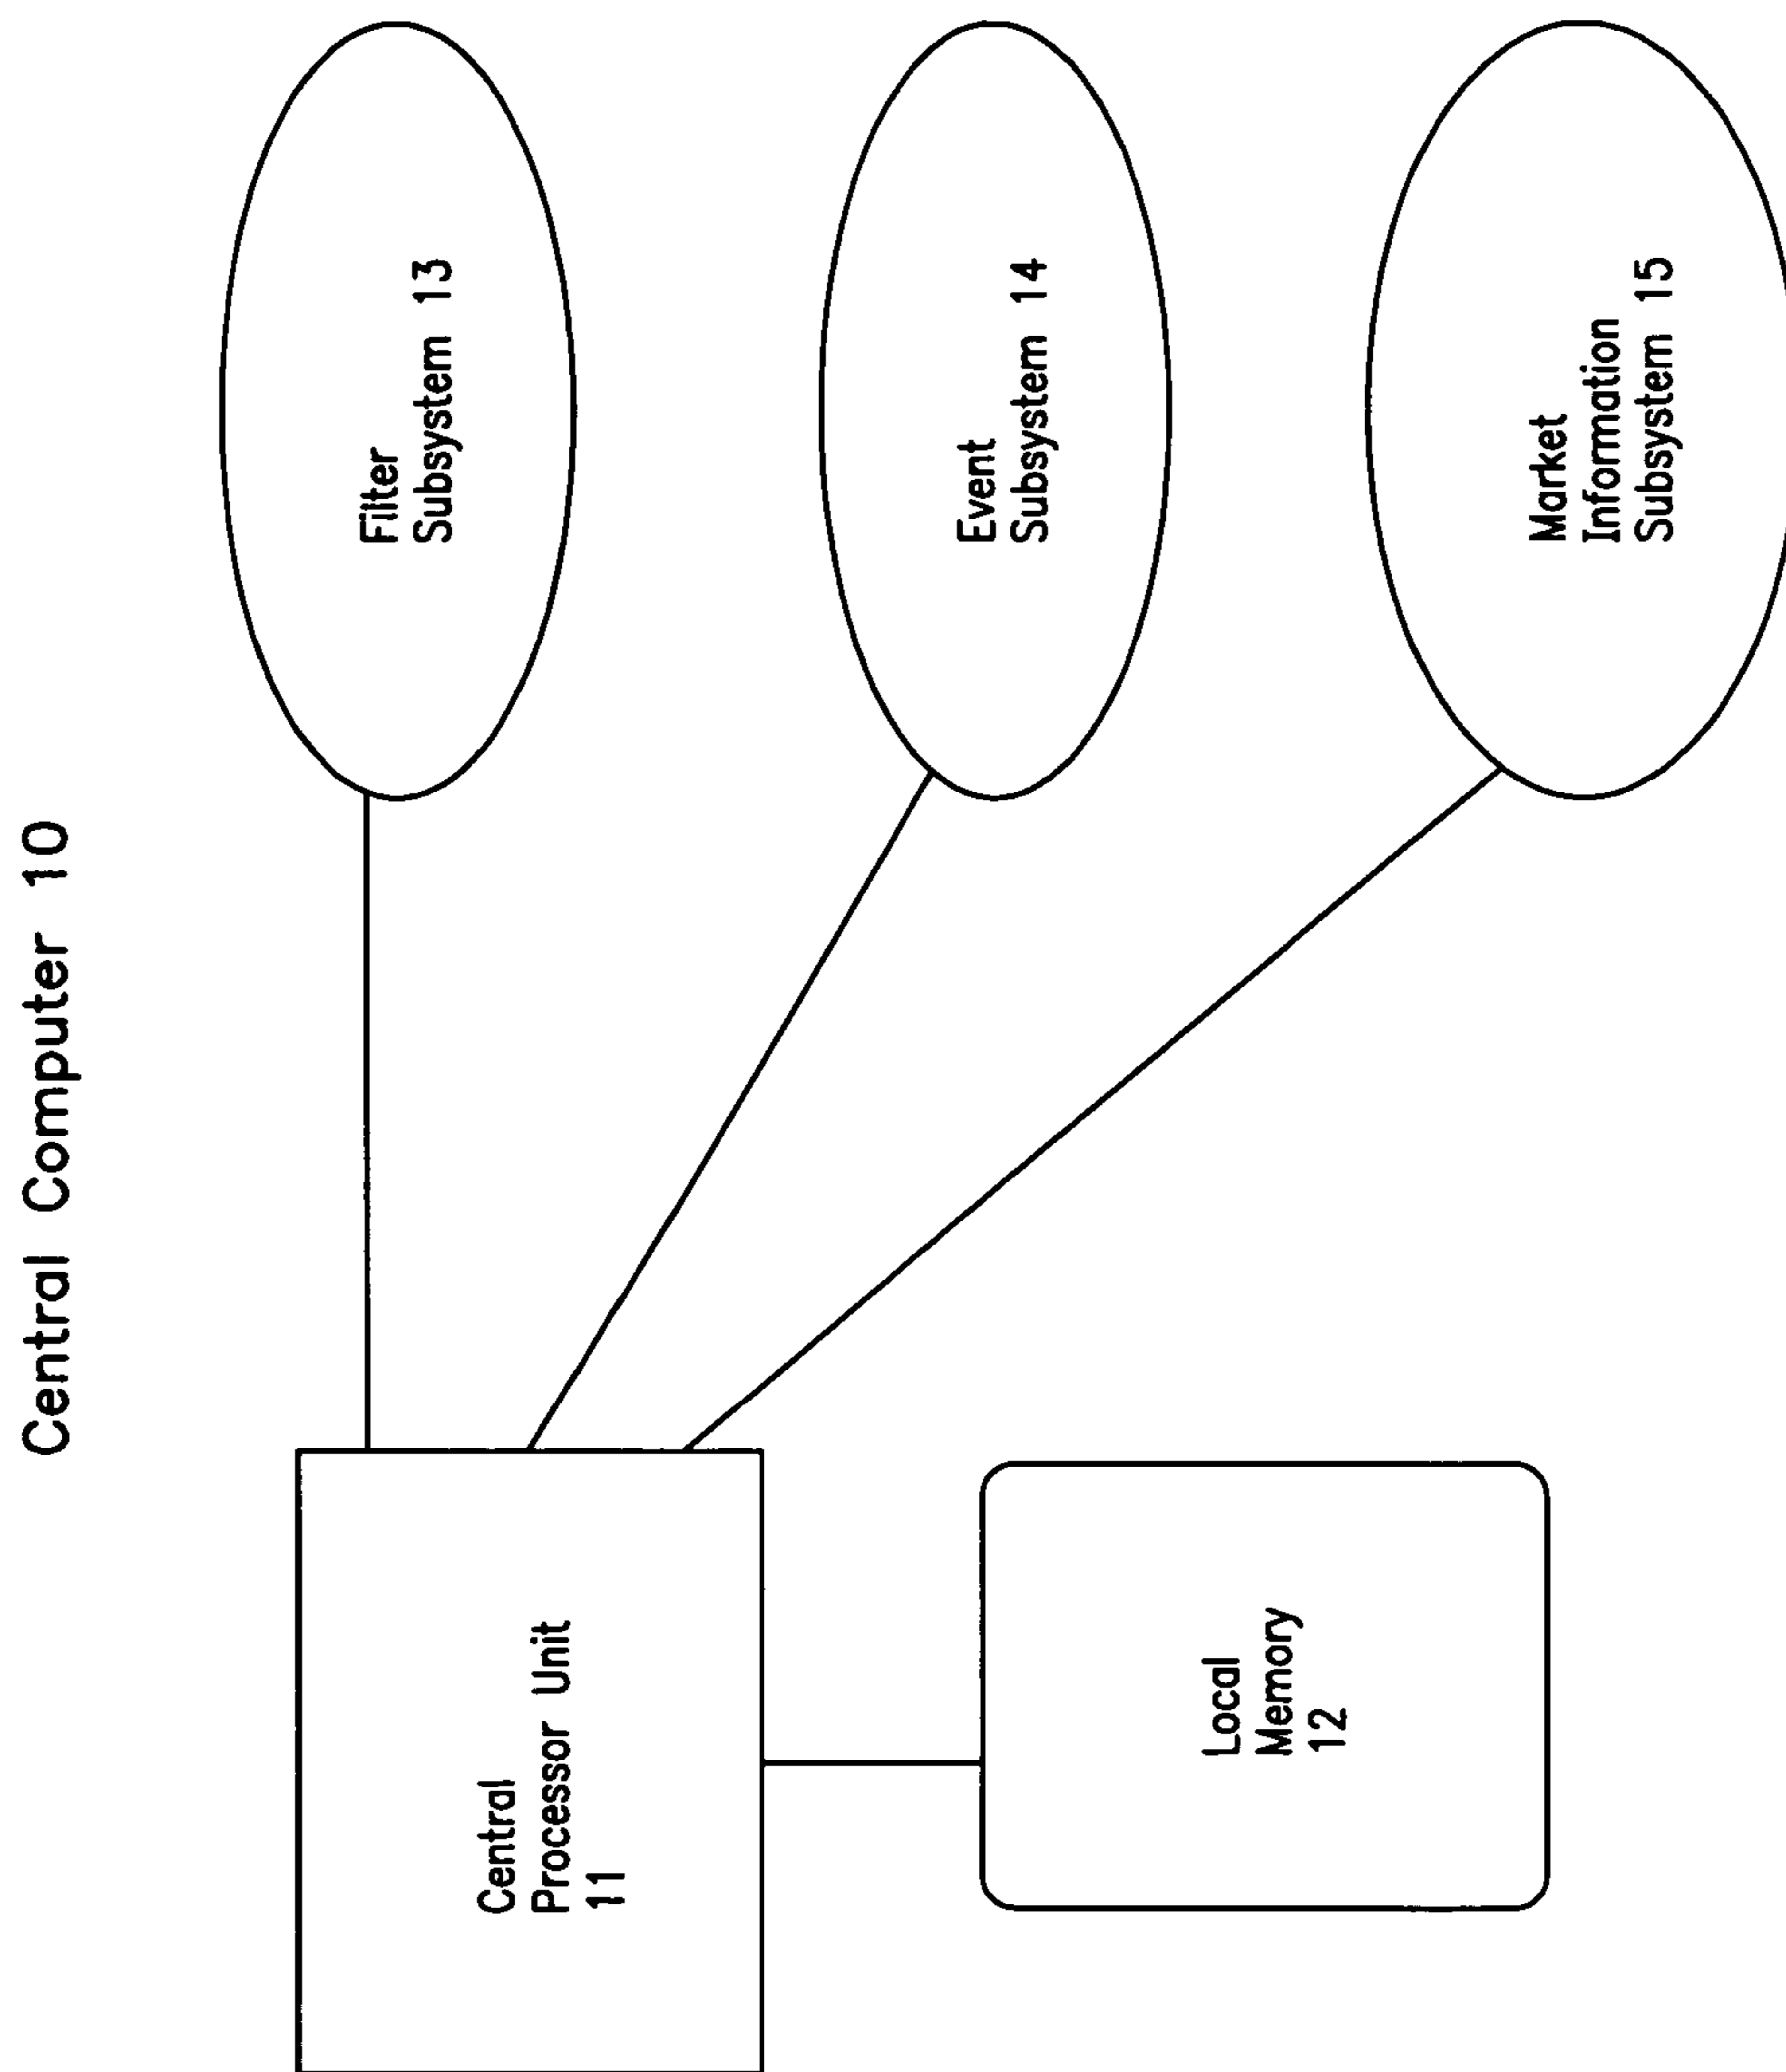 Central Computer 10
Central
Processor Unit
11
Filter
Subsystem 13
Event
Subsystem 14
Local
Memory
12
Market
Information
Subsystem 15